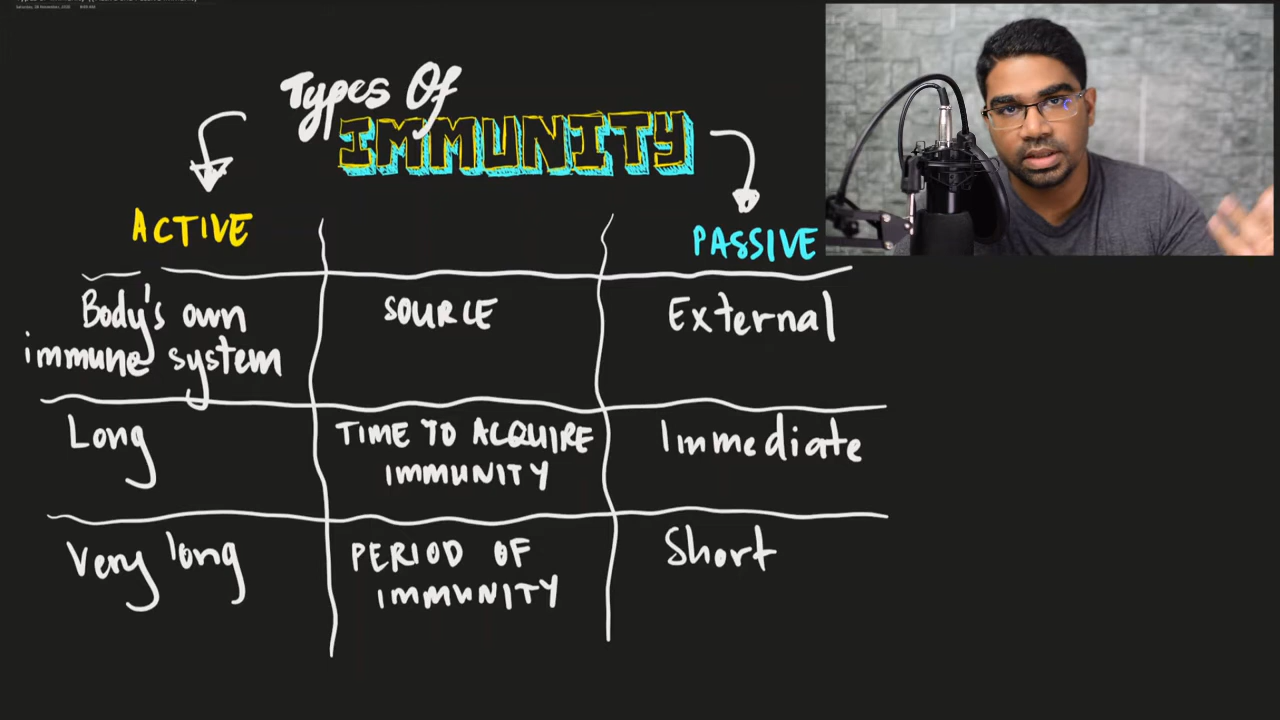 Types Of
IMMUNITY
ACTIVE
PASSIVE
Body's own
immune system
SOURCE
External
Long
TIME TO ACQUIRE
IMMUNITY
Immediate
Very long
PERIOD OF
IMMUNITY
Short